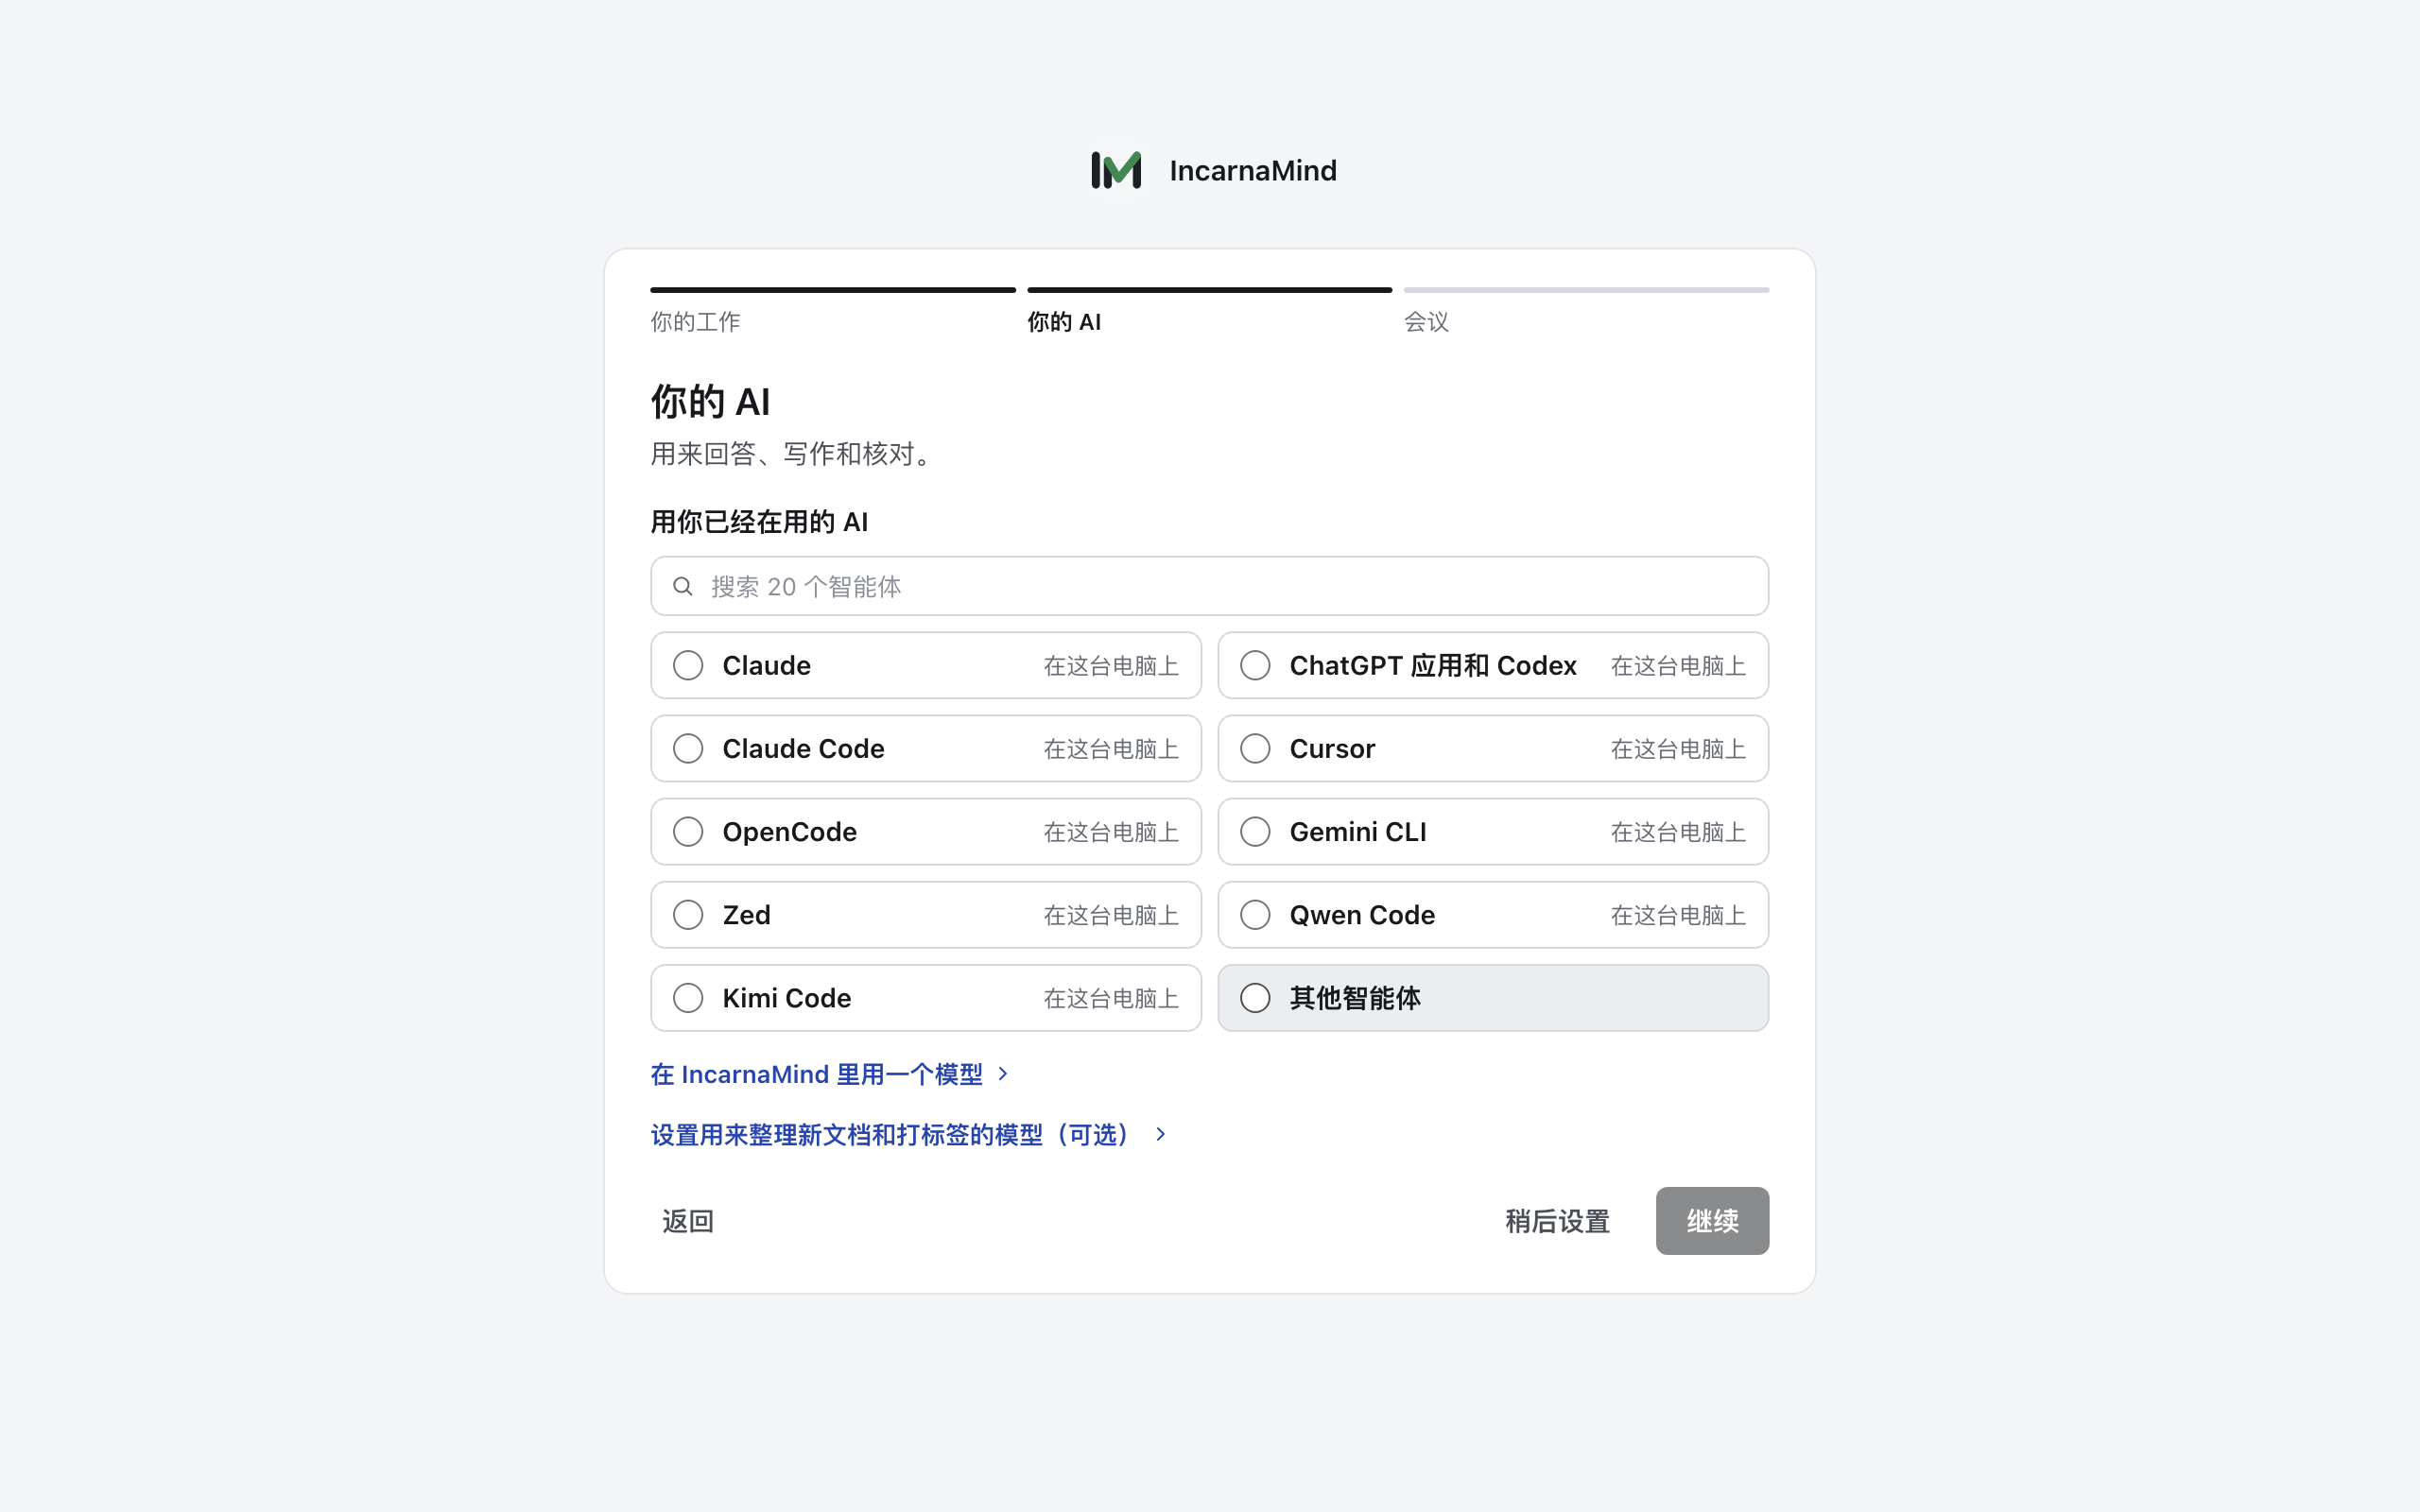 IncarnaMind
你的工作
你的 AI
会议
你的 AI
用来回答、写作和核对。
用你已经在用的 AI
搜索 20 个智能体
Claude 在这台电脑上
ChatGPT 应用和 Codex 在这台电脑上
Claude Code 在这台电脑上
Cursor 在这台电脑上
OpenCode 在这台电脑上
Gemini CLI 在这台电脑上
Zed 在这台电脑上
Qwen Code 在这台电脑上
Kimi Code 在这台电脑上
其他智能体
在 IncarnaMind 里用一个模型
设置用来整理新文档和打标签的模型（可选）
返回
稍后设置
继续